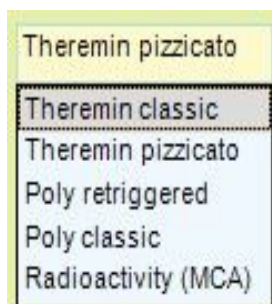 Theremin pizzicato
Theremin classic
Theremin pizzicato
Poly retriggered
Poly classic
Radioactivity (MCA)